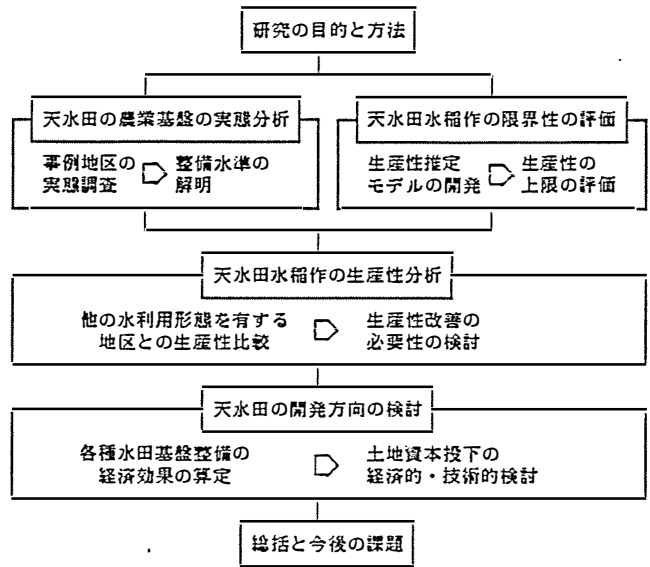 研究の目的と方法
天水田の農業基盤の実態分析
事例地区の
実態調査
整備水準の
解明
天水田水稲作の限界性の評価
生産性推定
モデルの開発
生産性の
上限の評価
天水田水稲作の生産性分析
他の水利用形態を有する
地区との生産性比較
生産性改善の
必要性の検討
天水田の開発方向の検討
各種水田基盤整備の
経済効果の算定
土地資本投下の
経済的・技術的検討
総括と今後の課題